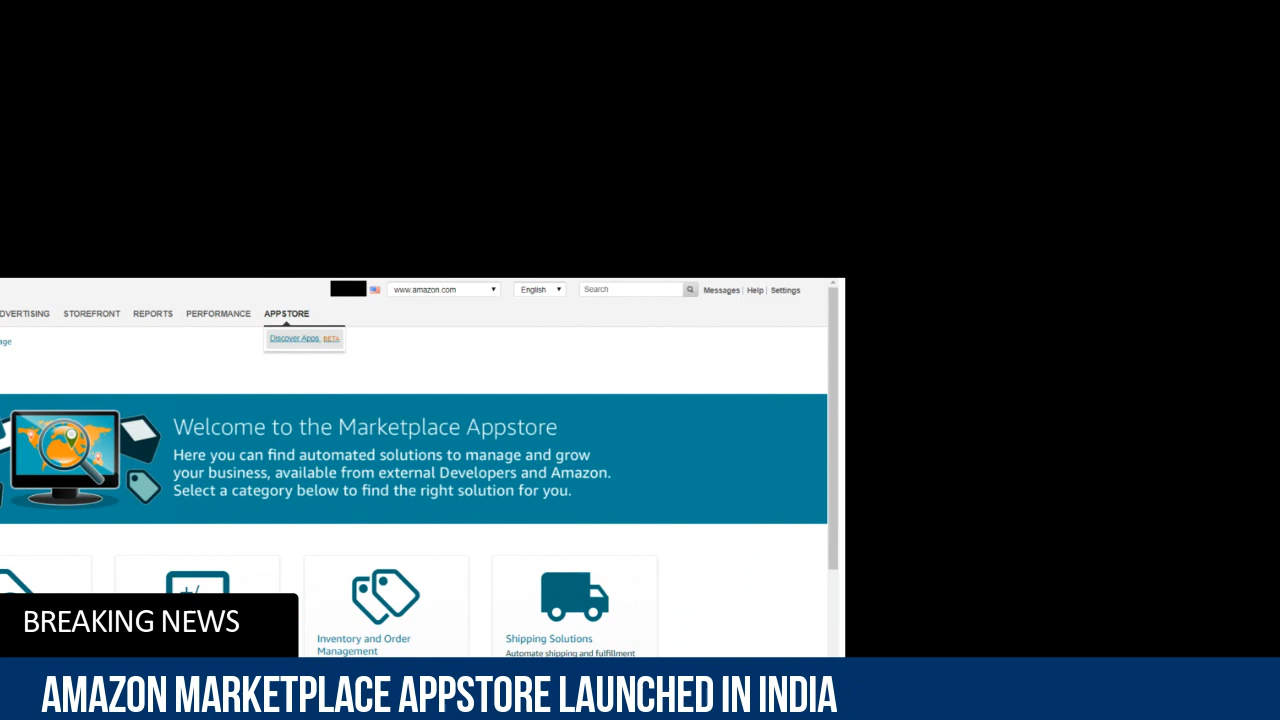 www.amazon.com English Search Messages | Help | Settings
DVERTISING STOREFRONT REPORTS PERFORMANCE APPSTORE
Discover Apps BETA
age
Welcome to the Marketplace Appstore
Here you can find automated solutions to manage and grow
your business, available from external Developers and Amazon.
Select a category below to find the right solution for you.
+/
Inventory and Order
Management
Shipping Solutions
Automate shipping and fulfillment
BREAKING NEWS
AMAZON MARKETPLACE APPSTORE LAUNCHED IN INDIA